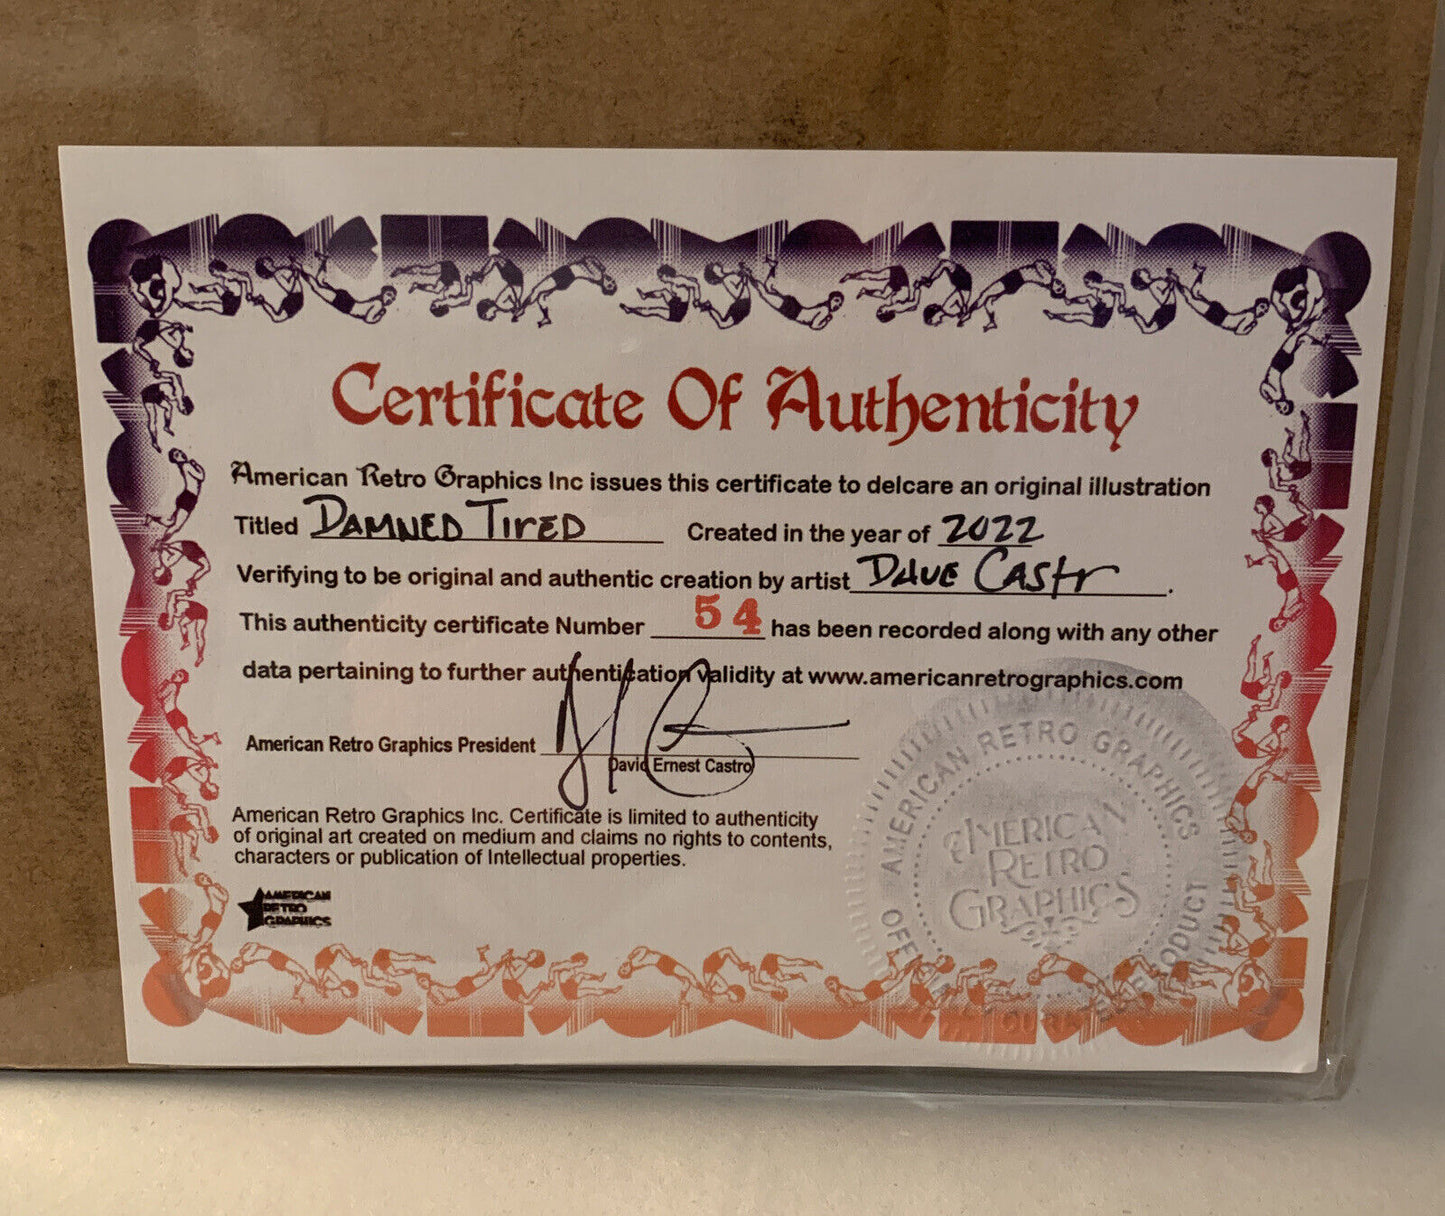 Certificate Of Authenticity
American Retro Graphics Inc issues this certificate to delcare an original illustration
Titled DAMNED TIRED Created in the year of 2022
Verifying to be original and authentic creation by artist DAVE CASTRO.
This authenticity certificate Number 54 has been recorded along with any other
data pertaining to further authentification validity at www.americanretrographics.com
American Retro Graphics President
David Ernest Castro
American Retro Graphics Inc. Certificate is limited to authenticity
of original art created on medium and claims no rights to contents,
characters or publication of Intellectual properties.
AMERICAN
RETRO
GRAPHICS
AMERICAN RETRO GRAPHICS
AMERICAN
RETRO
GRAPHICS
PRODUCT